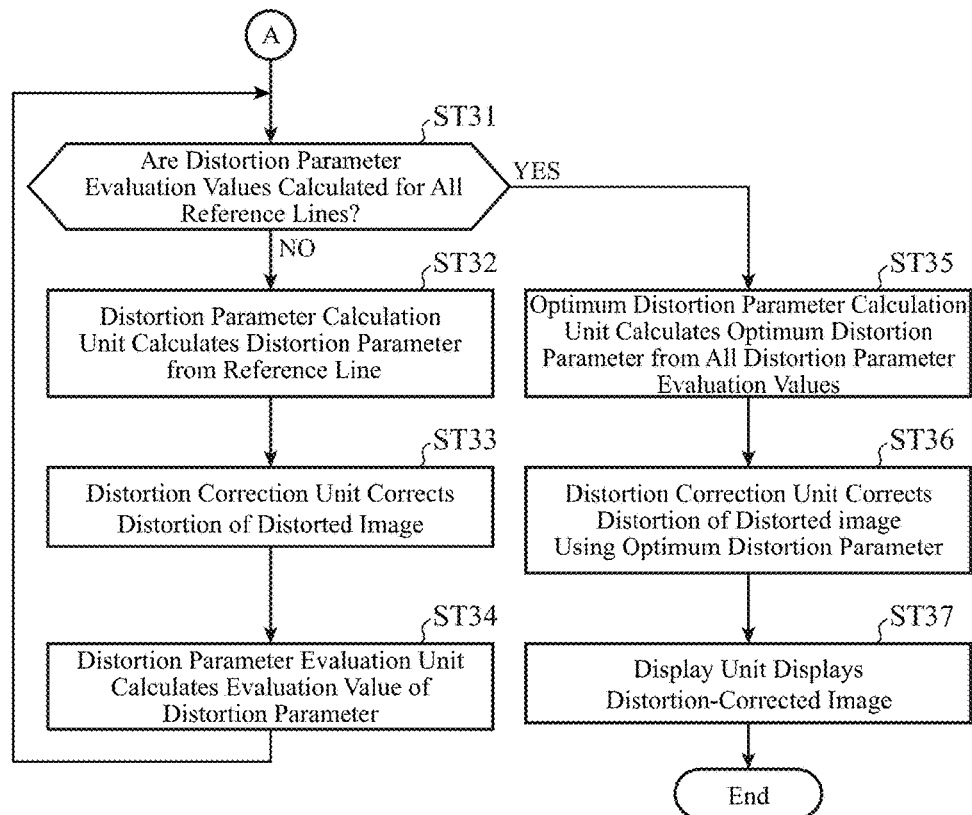 A
ST31
Are Distortion Parameter
Evaluation Values Calculated for All
Reference Lines?
YES
NO
ST32
Distortion Parameter Calculation
Unit Calculates Distortion Parameter
from Reference Line
ST33
Distortion Correction Unit Corrects
Distortion of Distorted Image
ST34
Distortion Parameter Evaluation Unit
Calculates Evaluation Value of
Distortion Parameter
ST35
Optimum Distortion Parameter Calculation
Unit Calculates Optimum Distortion
Parameter from All Distortion Parameter
Evaluation Values
ST36
Distortion Correction Unit Corrects
Distortion of Distorted image
Using Optimum Distortion Parameter
ST37
Display Unit Displays
Distortion-Corrected Image
End